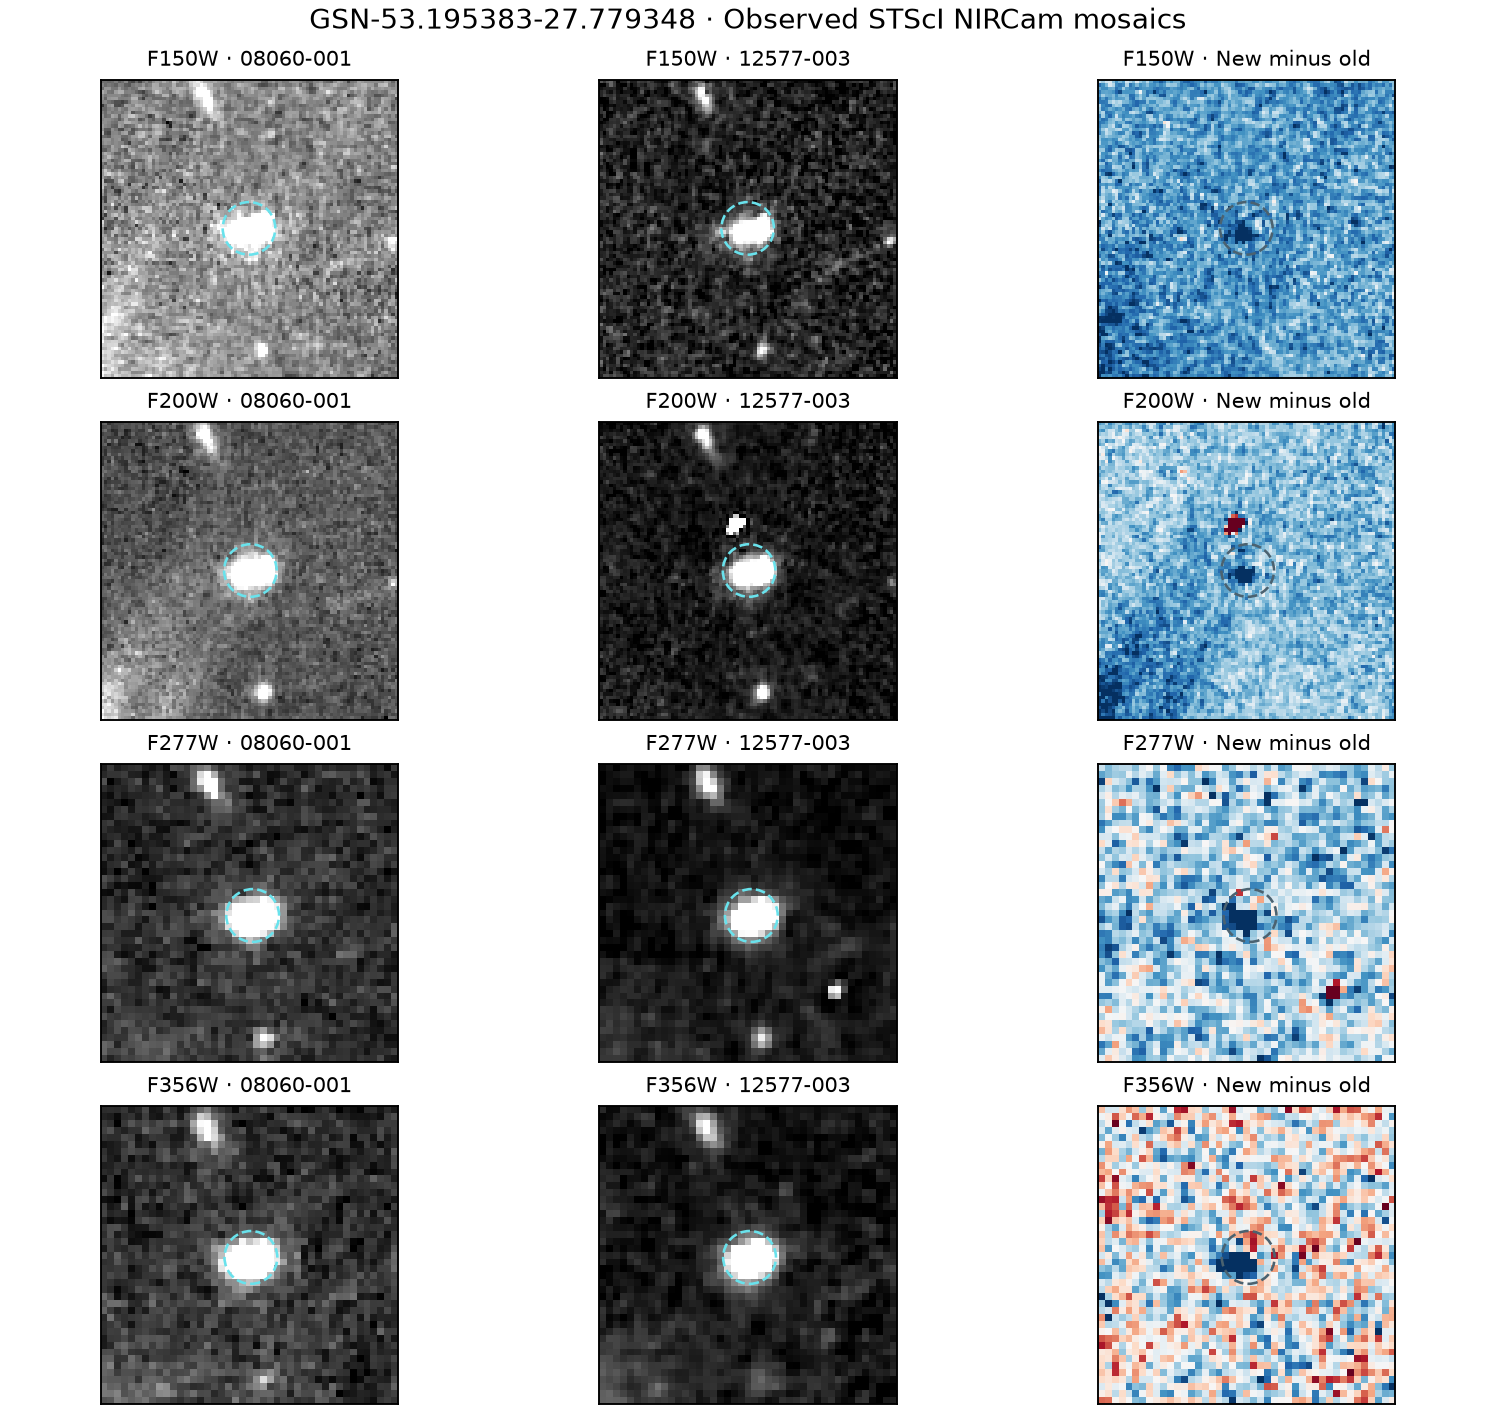 GSN-53.195383-27.779348 · Observed STScI NIRCam mosaics
F150W · 08060-001
F150W · 12577-003
F150W · New minus old
F200W · 08060-001
F200W · 12577-003
F200W · New minus old
F277W · 08060-001
F277W · 12577-003
F277W · New minus old
F356W · 08060-001
F356W · 12577-003
F356W · New minus old